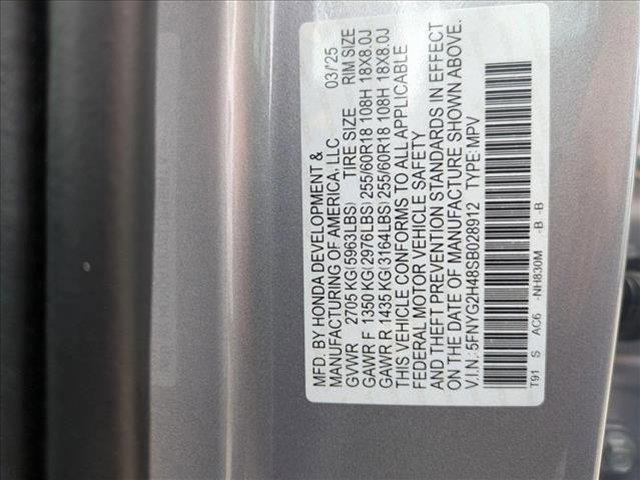 MFD. BY HONDA DEVELOPMENT &
MANUFACTURING OF AMERICA, LLC 03/'25
GVWR 2705 KG(5963LBS) TIRE SIZE RIM SIZE
GAWR F 1350 KG(2976LBS) 255/60R18 108H 18X8.0J
GAWR R 1435 KG(3164LBS) 255/60R18 108H 18X8.0J
THIS VEHICLE CONFORMS TO ALL APPLICABLE
FEDERAL MOTOR VEHICLE SAFETY
AND THEFT PREVENTION STANDARDS IN EFFECT
ON THE DATE OF MANUFACTURE SHOWN ABOVE.
V.I.N.: 5FNYG2H48SB028912 TYPE: MPV
T91 S AC6 -NH830M -B -B